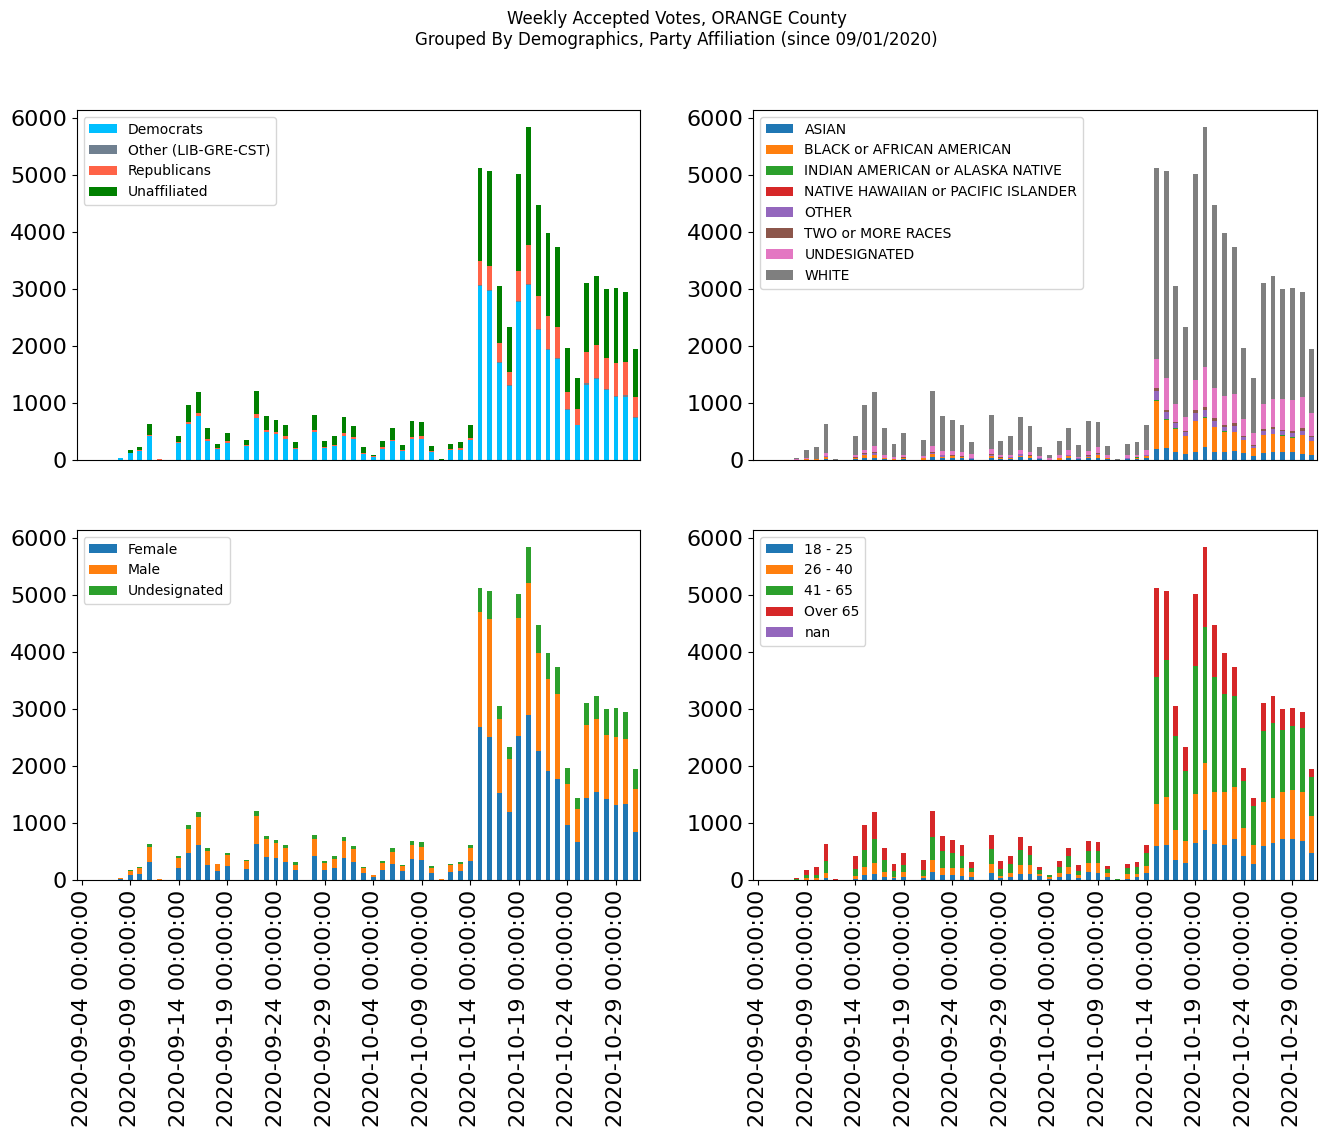 Weekly Accepted Votes, ORANGE County
Grouped By Demographics, Party Affiliation (since 09/01/2020)
6000
5000
4000
3000
2000
1000
0
Democrats
Other (LIB-GRE-CST)
Republicans
Unaffiliated
6000
5000
4000
3000
2000
1000
0
ASIAN
BLACK or AFRICAN AMERICAN
INDIAN AMERICAN or ALASKA NATIVE
NATIVE HAWAIIAN or PACIFIC ISLANDER
OTHER
TWO or MORE RACES
UNDESIGNATED
WHITE
6000
5000
4000
3000
2000
1000
0
Female
Male
Undesignated
2020-09-04 00:00:00
2020-09-09 00:00:00
2020-09-14 00:00:00
2020-09-19 00:00:00
2020-09-24 00:00:00
2020-09-29 00:00:00
2020-10-04 00:00:00
2020-10-09 00:00:00
2020-10-14 00:00:00
2020-10-19 00:00:00
2020-10-24 00:00:00
2020-10-29 00:00:00
6000
5000
4000
3000
2000
1000
0
18 - 25
26 - 40
41 - 65
Over 65
nan
2020-09-04 00:00:00
2020-09-09 00:00:00
2020-09-14 00:00:00
2020-09-19 00:00:00
2020-09-24 00:00:00
2020-09-29 00:00:00
2020-10-04 00:00:00
2020-10-09 00:00:00
2020-10-14 00:00:00
2020-10-19 00:00:00
2020-10-24 00:00:00
2020-10-29 00:00:00